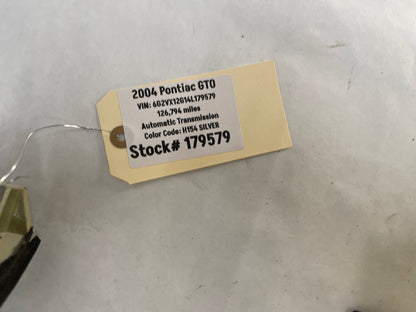 2004 Pontiac GTO
VIN: 6G2VX12G14L179579
126,794 miles
Automatic Transmission
Color Code: H154 SILVER
Stock# 179579